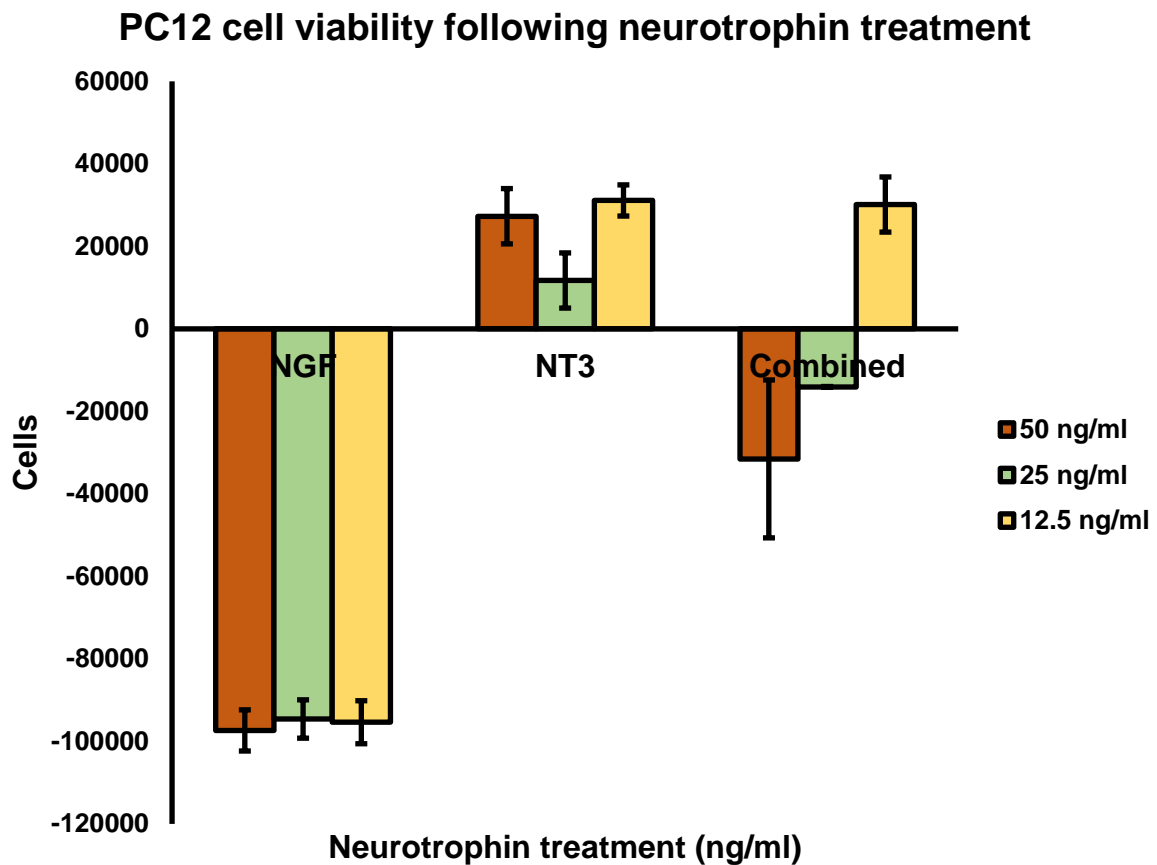 PC12 cell viability following neurotrophin treatment
60000
40000
20000
0
-20000
-40000
-60000
-80000
-100000
-120000
Cells
NGF
NT3
Combined
50 ng/ml
25 ng/ml
12.5 ng/ml
Neurotrophin treatment (ng/ml)